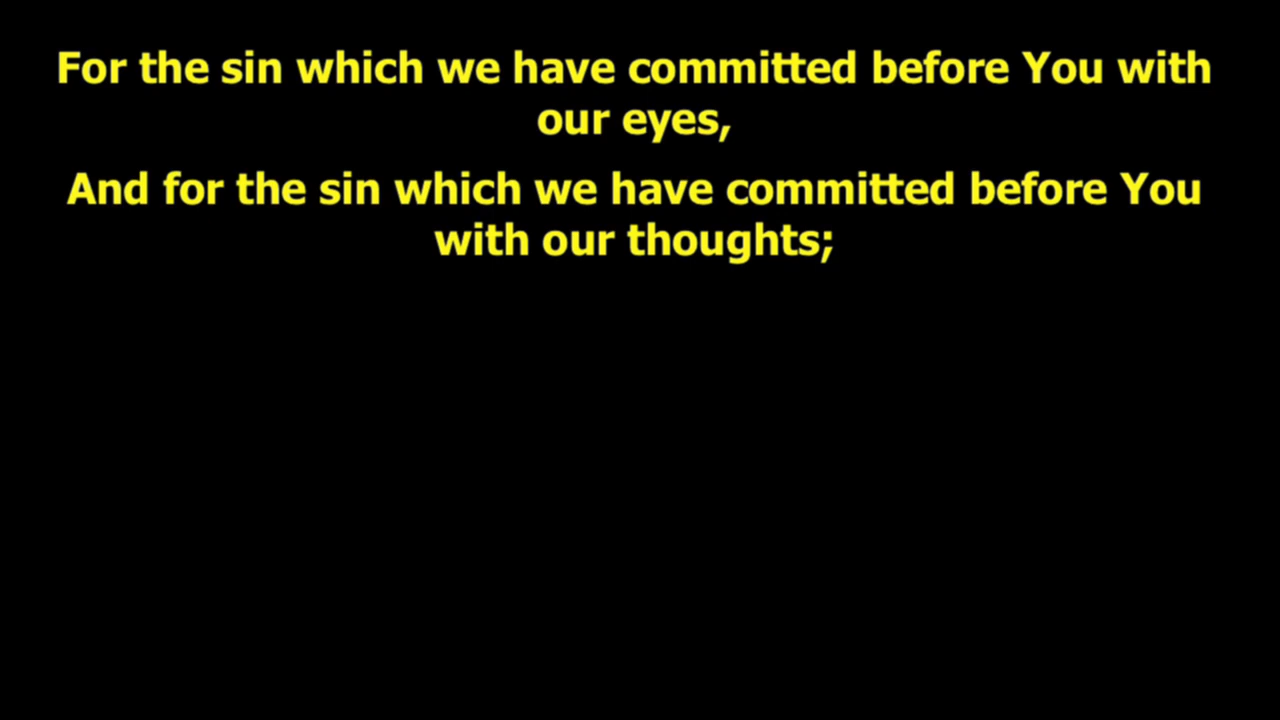 For the sin which we have committed before You with
our eyes,
And for the sin which we have committed before You
with our thoughts;